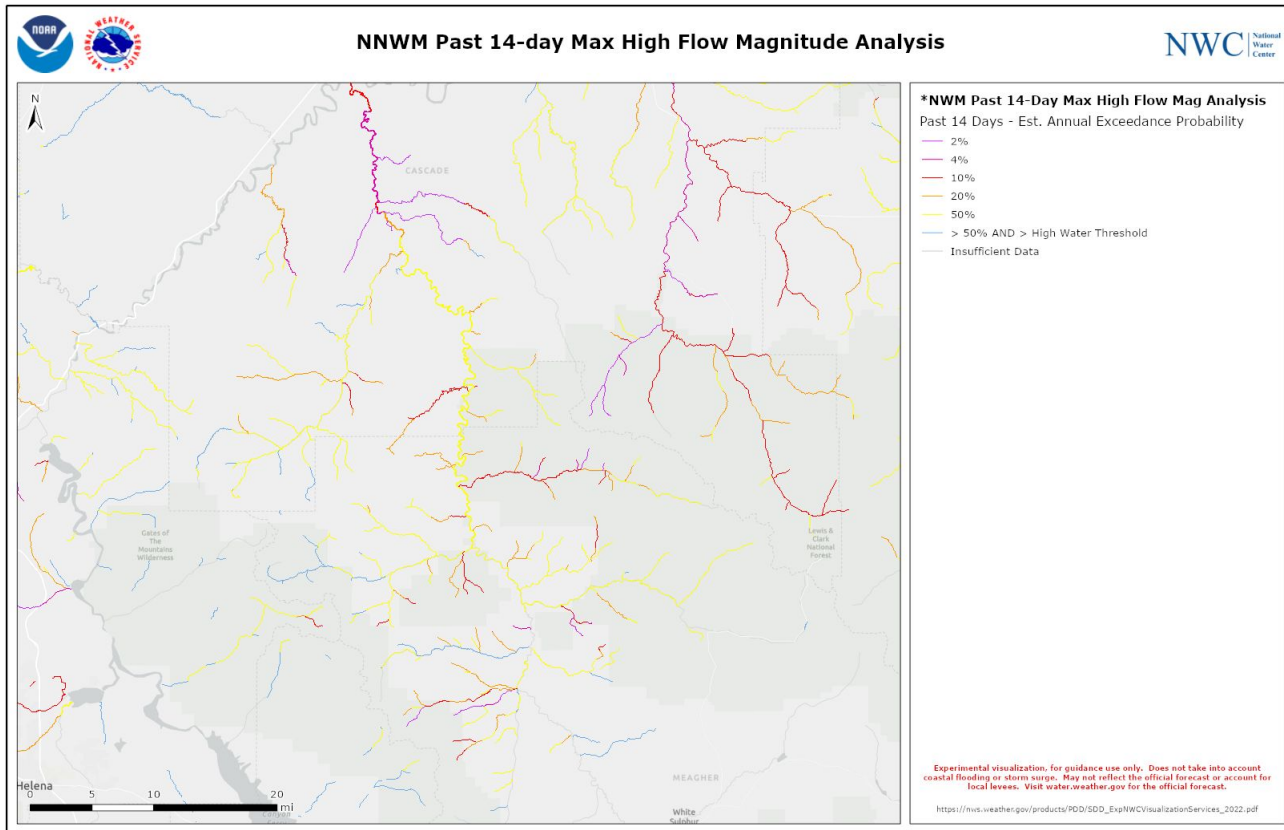 NOAA
NATIONAL WEATHER SERVICE
NNWM Past 14-day Max High Flow Magnitude Analysis
NWC
National
Water
Center
N
CASCADE
Gates of
The
Mountains
Wilderness
Lewis &
Clark
National
Forest
MEAGHER
Helena
White
Sulphur
Canyon
0 5 10 20
mi
*NWM Past 14-Day Max High Flow Mag Analysis
Past 14 Days - Est. Annual Exceedance Probability
2%
4%
10%
20%
50%
> 50% AND > High Water Threshold
Insufficient Data
Experimental visualization, for guidance use only. Does not take into account
coastal flooding or storm surge. May not reflect the official forecast or account for
local levees. Visit water.weather.gov for the official forecast.
https://nws.weather.gov/products/PDD/SDD_ExpNWCVisualizationServices_2022.pdf